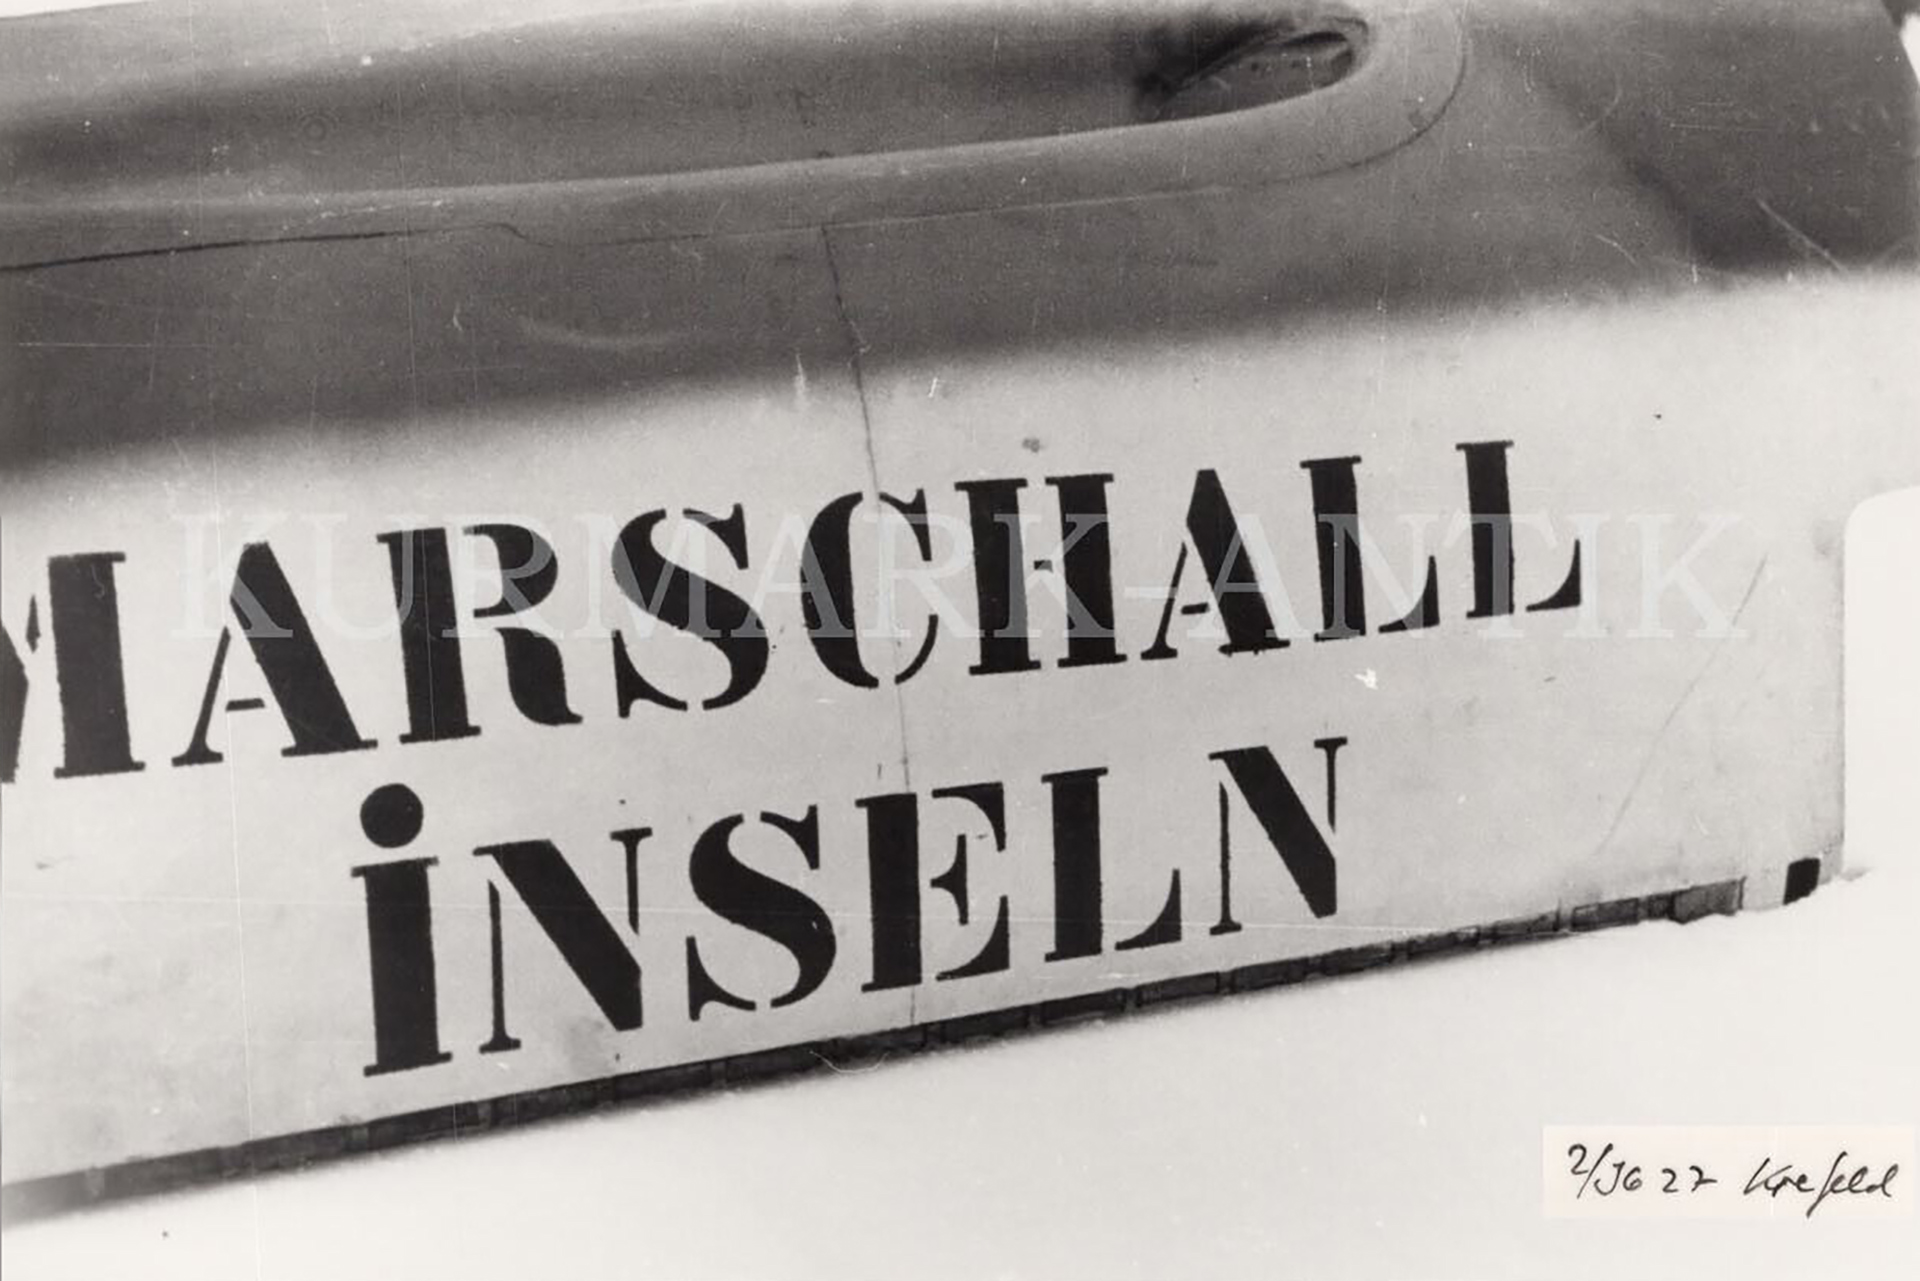 MARSCHALL
iNSELN
KURMARK-ANTIK
2/JG 27 Krefeld